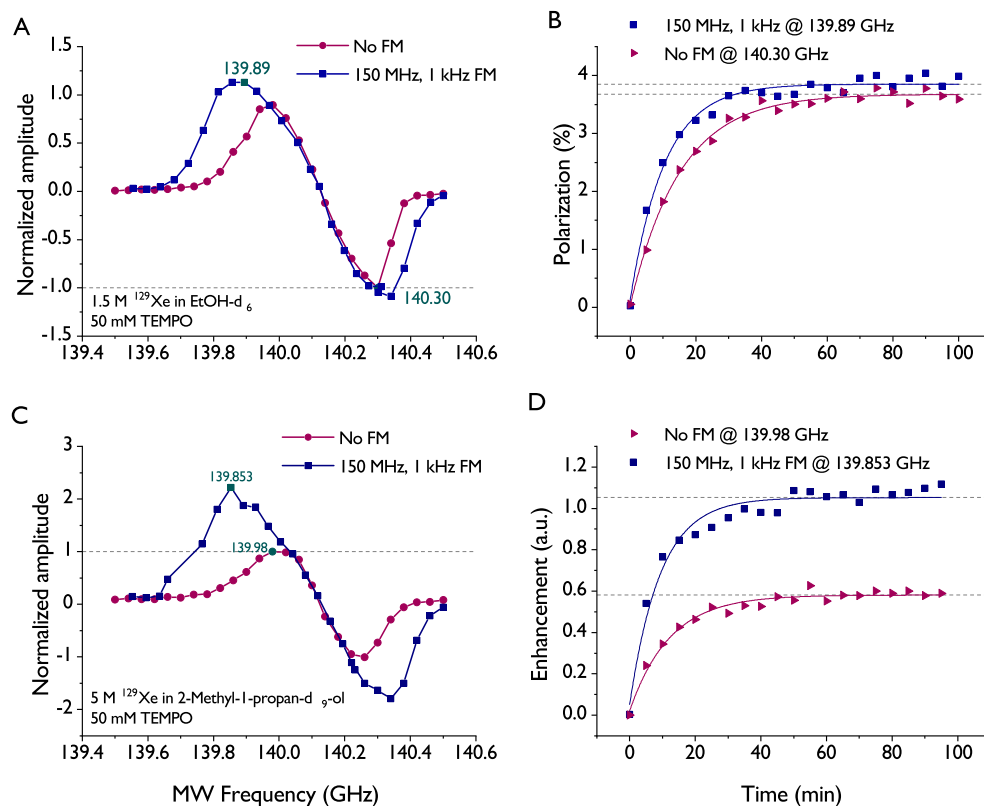 A
No FM
150 MHz, 1 kHz FM
139.89
140.30
1.5 M 129Xe in EtOH-d 6
50 mM TEMPO
Normalized amplitude
1.5
1.0
0.5
0.0
-0.5
-1.0
-1.5
139.4 139.6 139.8 140.0 140.2 140.4 140.6
B
150 MHz, 1 kHz @ 139.89 GHz
No FM @ 140.30 GHz
Polarization (%)
4
3
2
1
0
0 20 40 60 80 100
C
No FM
150 MHz, 1 kHz FM
139.853
139.98
5 M 129Xe in 2-Methyl-1-propan-d 9-ol
50 mM TEMPO
Normalized amplitude
3
2
1
0
-1
-2
139.4 139.6 139.8 140.0 140.2 140.4 140.6
MW Frequency (GHz)
D
No FM @ 139.98 GHz
150 MHz, 1 kHz FM @ 139.853 GHz
Enhancement (a.u.)
1.2
1.0
0.8
0.6
0.4
0.2
0.0
0 20 40 60 80 100
Time (min)